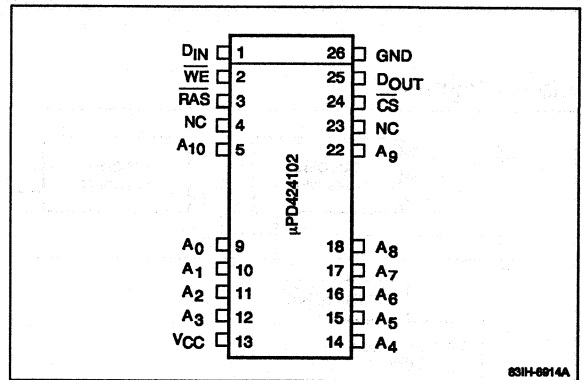 DIN 1 26 GND
WE 2 25 DOUT
RAS 3 24 CS
NC 4 23 NC
A10 5 22 A9
µPD424102
A0 9 18 A8
A1 10 17 A7
A2 11 16 A6
A3 12 15 A5
VCC 13 14 A4
83IH-6914A